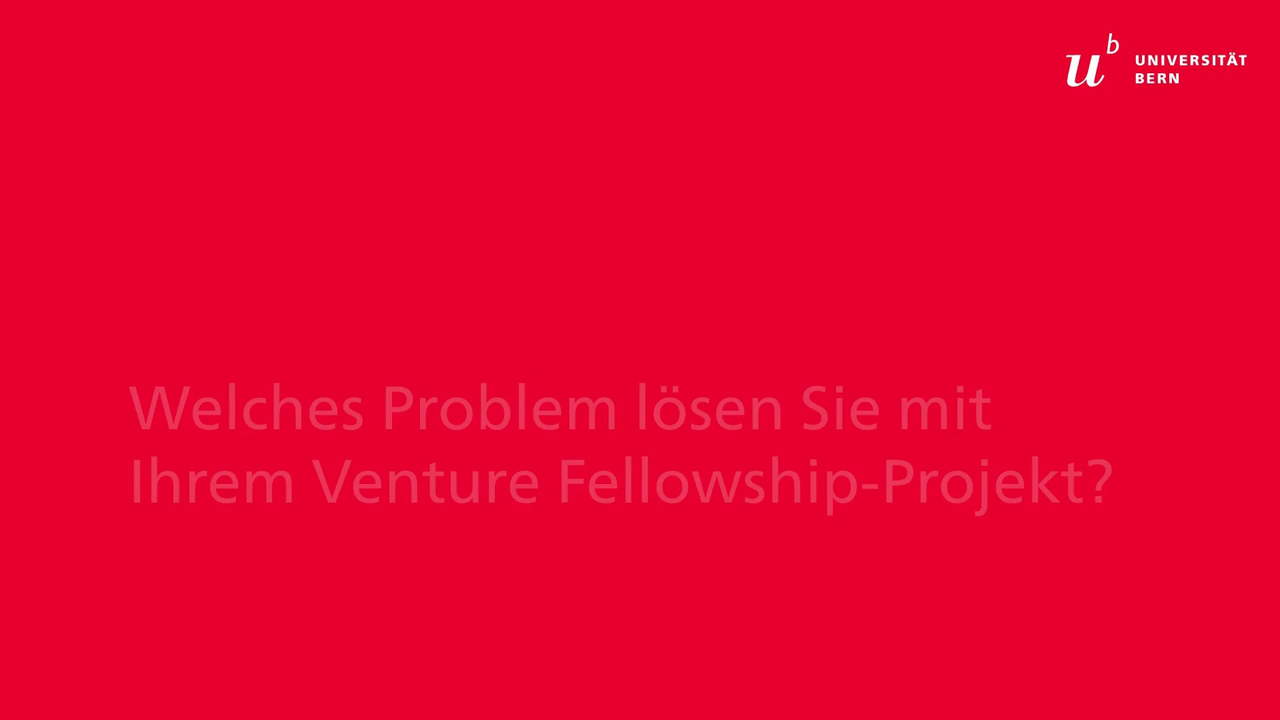 u b UNIVERSITÄT
BERN
Welches Problem lösen Sie mit
Ihrem Venture Fellowship-Projekt?